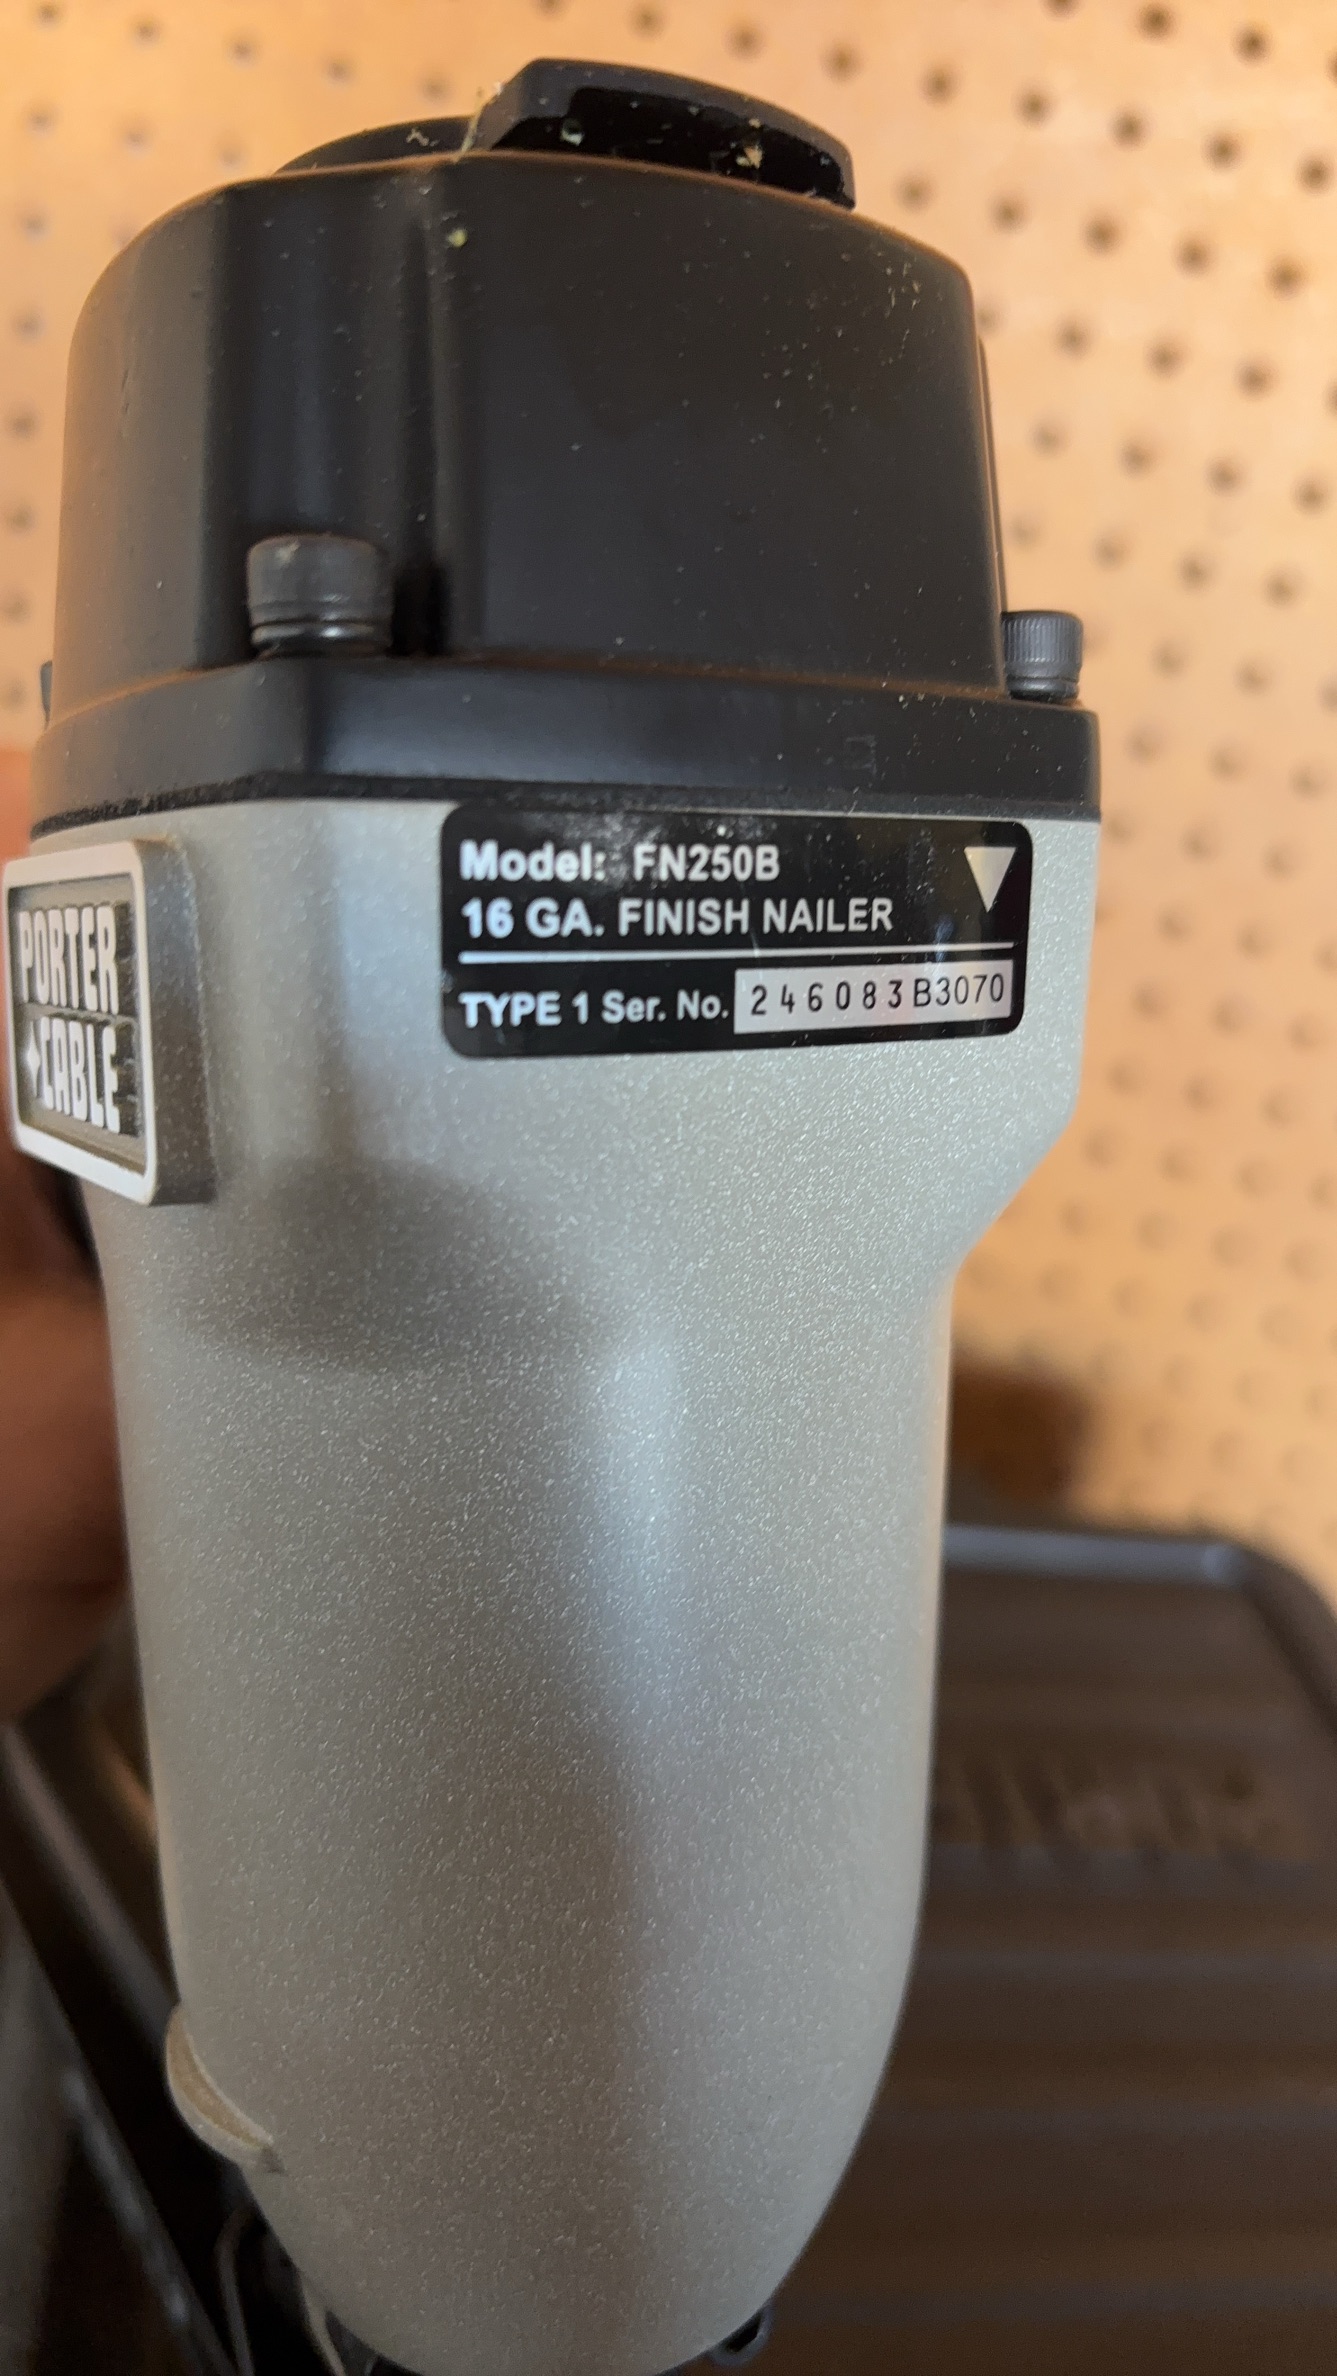 Model: FN250B
16 GA. FINISH NAILER
TYPE 1 Ser. No. 246083B3070
PORTER
CABLE